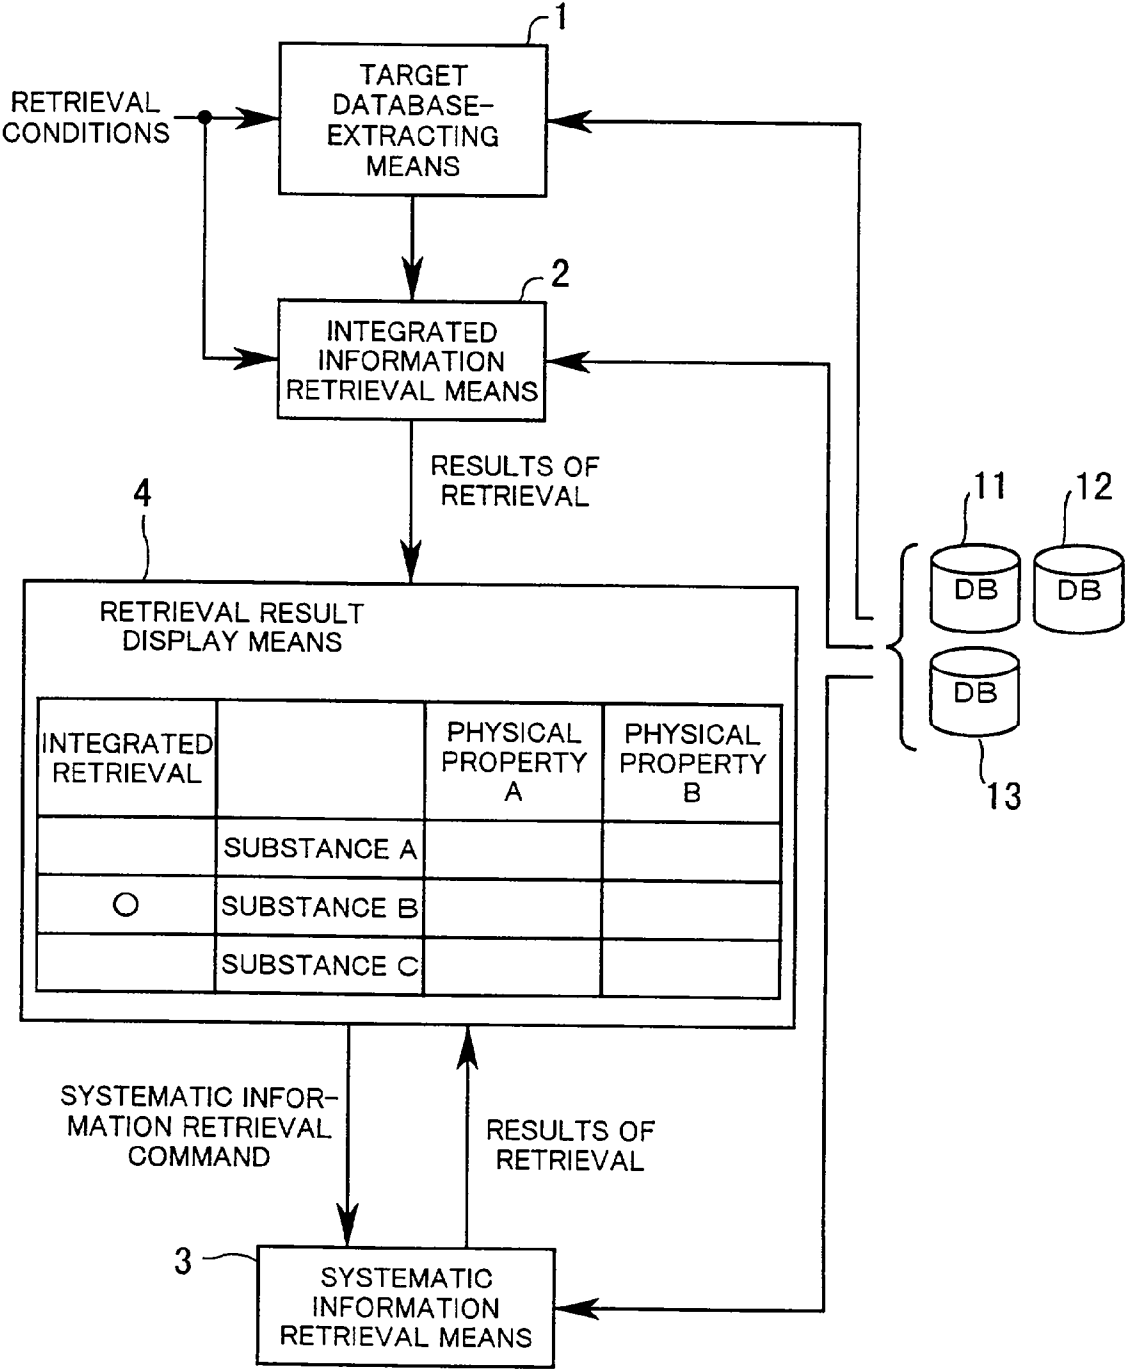 1
TARGET
DATABASE-
EXTRACTING
MEANS
RETRIEVAL
CONDITIONS
2
INTEGRATED
INFORMATION
RETRIEVAL MEANS
RESULTS OF
RETRIEVAL
4
11
12
DB
DB
DB
13
RETRIEVAL RESULT
DISPLAY MEANS
INTEGRATED
RETRIEVAL
PHYSICAL
PROPERTY
A
PHYSICAL
PROPERTY
B
SUBSTANCE A
○
SUBSTANCE B
SUBSTANCE C
SYSTEMATIC INFOR-
MATION RETRIEVAL
COMMAND
RESULTS OF
RETRIEVAL
3
SYSTEMATIC
INFORMATION
RETRIEVAL MEANS